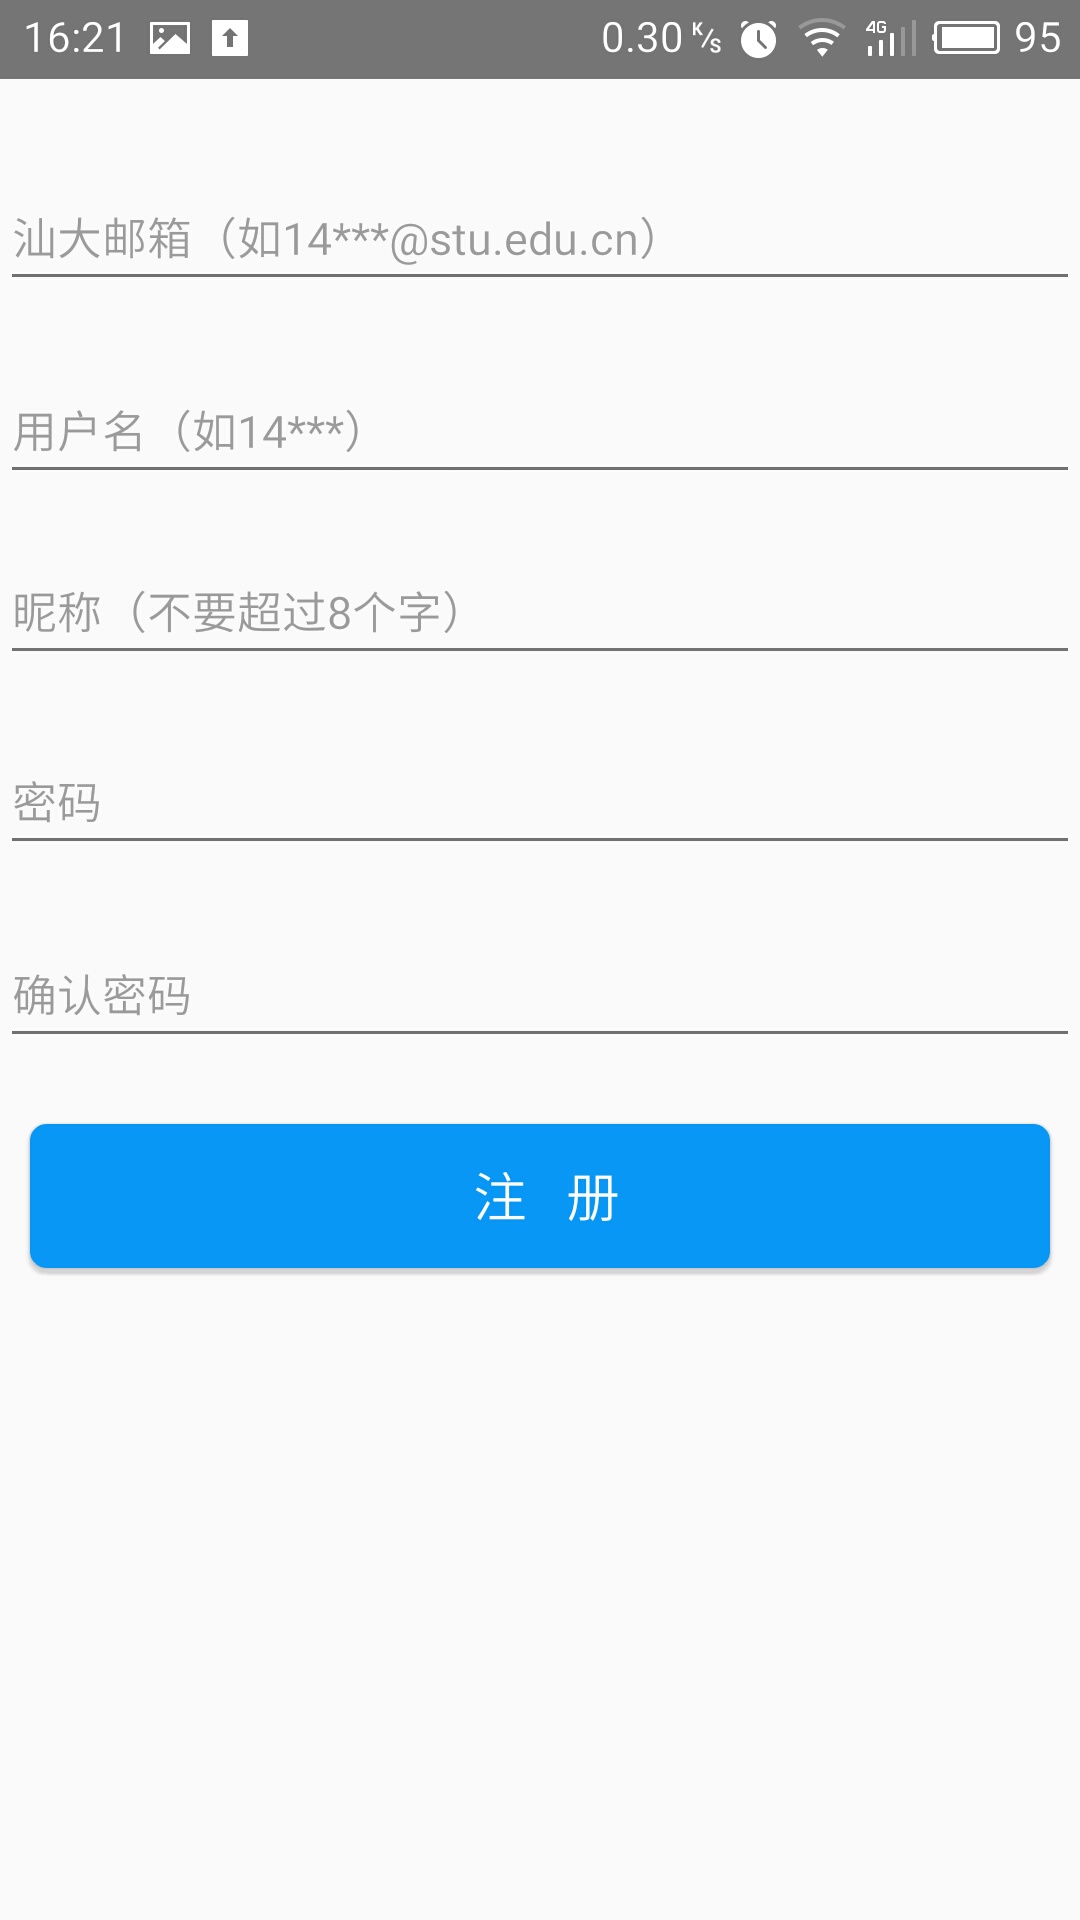 16:21 0.30 K/s 4G 95
汕大邮箱（如14***@stu.edu.cn）
用户名（如14***）
昵称（不要超过8个字）
密码
确认密码
注 册